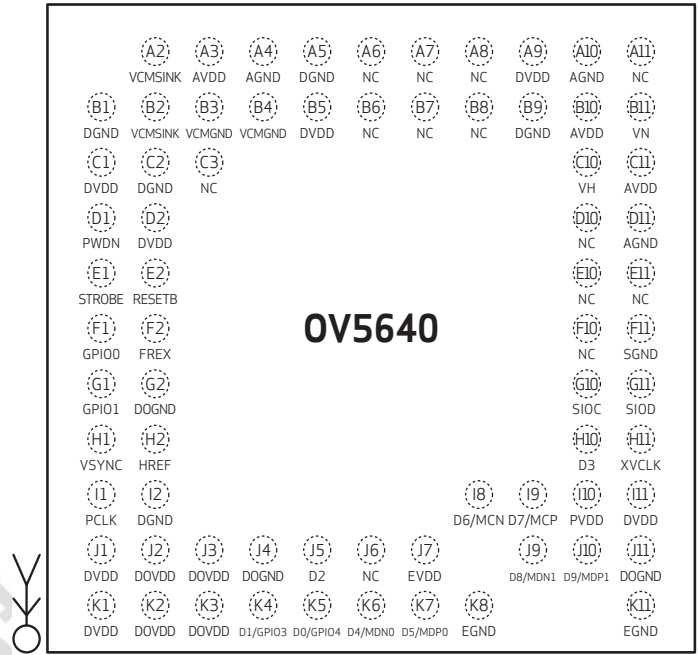 A2 A3 A4 A5 A6 A7 A8 A9 A10 A11
VCMSINK AVDD AGND DGND NC NC NC DVDD AGND NC
B1 B2 B3 B4 B5 B6 B7 B8 B9 B10 B11
DGND VCMSINK VCMGND VCMGND DVDD NC NC NC DGND AVDD VN
C1 C2 C3 C10 C11
DVDD DGND NC VH AVDD
D1 D2 D10 D11
PWDN DVDD NC AGND
E1 E2 E10 E11
STROBE RESETB NC NC
F1 F2 F10 F11
OV5640
GPIO0 FREX NC SGND
G1 G2 G10 G11
GPIO1 DOGND SIOC SIOD
H1 H2 H10 H11
VSYNC HREF D3 XVCLK
I1 I2 I8 I9 I10 I11
PCLK DGND D6/MCN D7/MCP PVDD DVDD
J1 J2 J3 J4 J5 J6 J7 J9 J10 J11
DVDD DOVDD DOVDD DOGND D2 NC EVDD D8/MDN1 D9/MDP1 DOGND
K1 K2 K3 K4 K5 K6 K7 K8 K11
DVDD DOVDD DOVDD D1/GPIO3 D0/GPIO4 D4/MDN0 D5/MDP0 EGND EGND